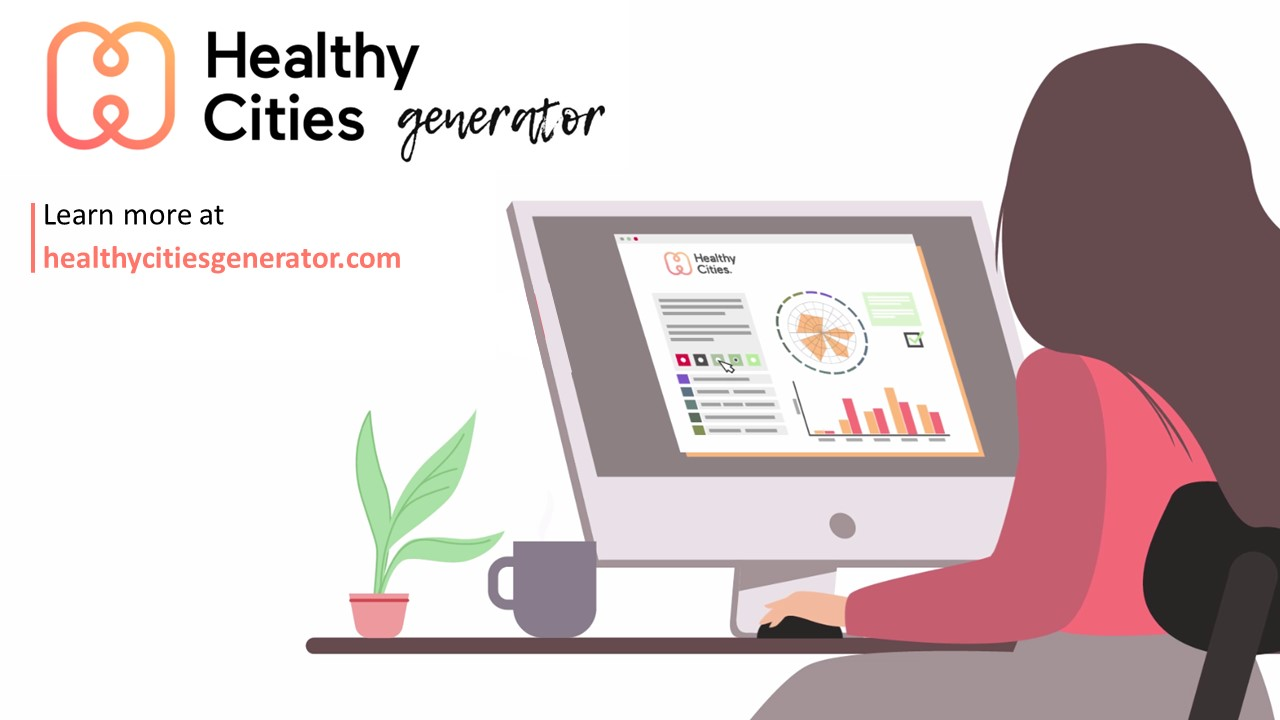 Healthy
Cities generator
Learn more at
healthycitiesgenerator.com
Healthy
Cities.